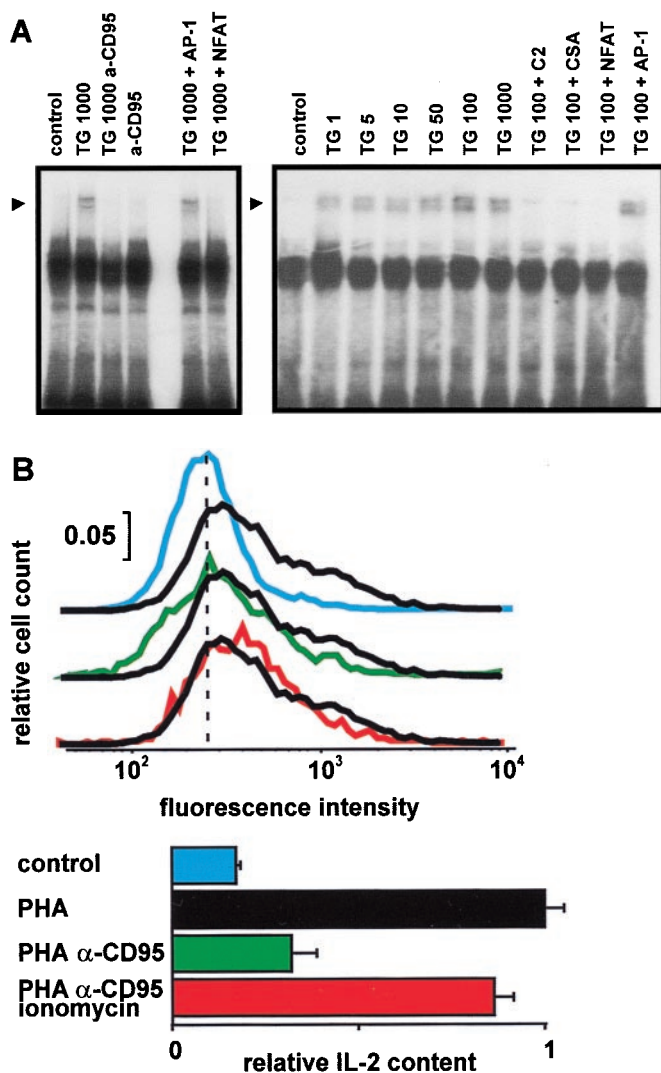 A
control
TG 1000
TG 1000 a-CD95
a-CD95
TG 1000 + AP-1
TG 1000 + NFAT
control
TG 1
TG 5
TG 10
TG 50
TG 100
TG 1000
TG 100 + C2
TG 100 + CSA
TG 100 + NFAT
TG 100 + AP-1
B
0.05
relative cell count
10²
10³
10⁴
fluorescence intensity
control
PHA
PHA α-CD95
PHA α-CD95
ionomycin
0
1
relative IL-2 content